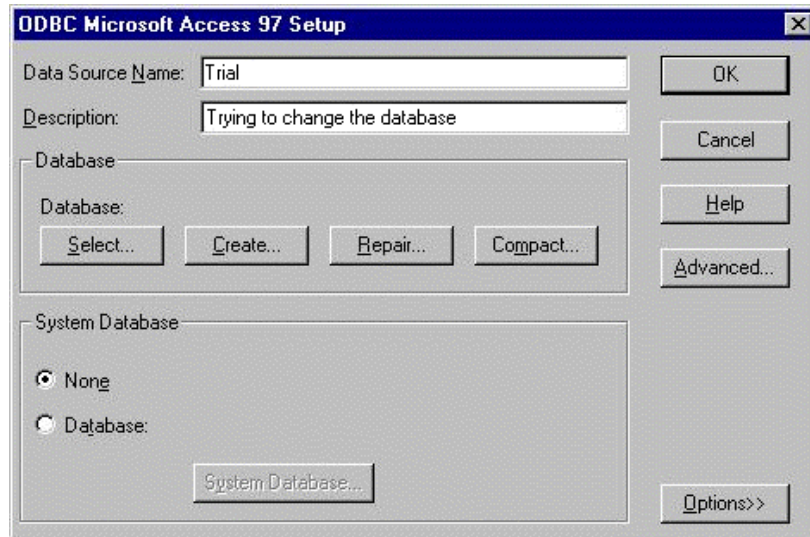 ODBC Microsoft Access 97 Setup
Data Source Name: Trial
OK
Description: Trying to change the database
Cancel
Database
Database:
Help
Select... Create... Repair... Compact...
Advanced...
System Database
None
Database:
System Database...
Options>>